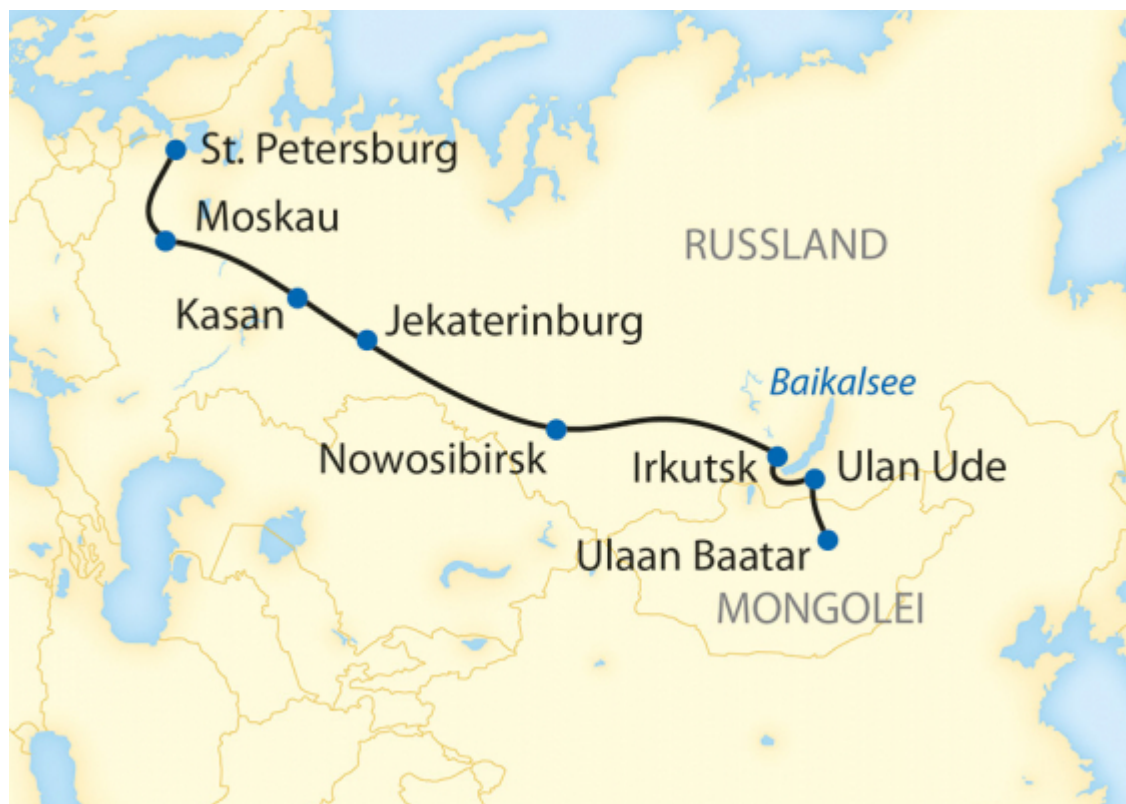 St. Petersburg
Moskau
RUSSLAND
Kasan
Jekaterinburg
Baikalsee
Nowosibirsk
Irkutsk
Ulan Ude
Ulaan Baatar
MONGOLEI